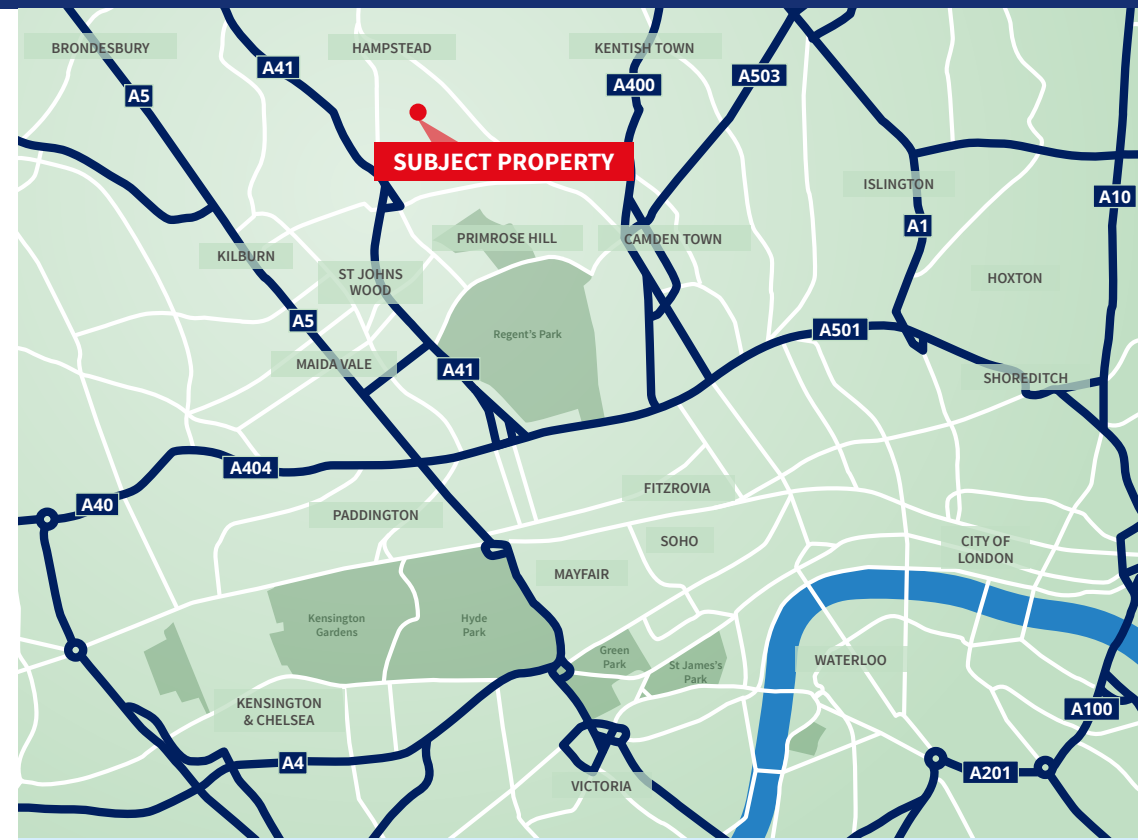 BRONDESBURY
HAMPSTEAD
KENTISH TOWN
A41
A503
A400
A5
SUBJECT PROPERTY
ISLINGTON
A10
A1
PRIMROSE HILL
CAMDEN TOWN
KILBURN
ST JOHNS
WOOD
HOXTON
A5
A501
Regent's Park
MAIDA VALE
A41
SHOREDITCH
A404
FITZROVIA
A40
PADDINGTON
SOHO
CITY OF
LONDON
MAYFAIR
Kensington
Gardens
Hyde
Park
Green
Park
St James's
Park
WATERLOO
KENSINGTON
& CHELSEA
A100
A4
A201
VICTORIA